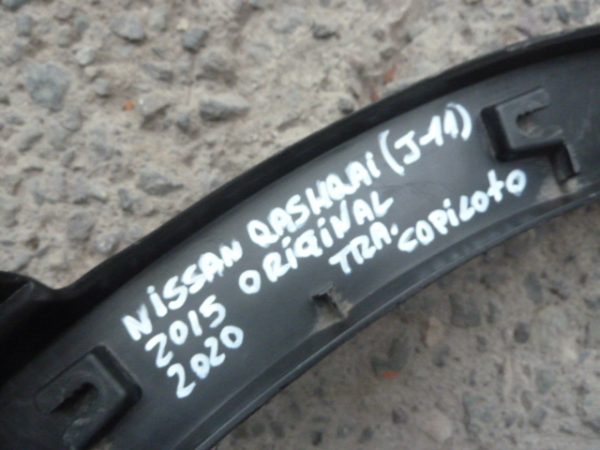 NISSAN QASHQAI (J-11)
2015 ORIGINAL
2020 TRA. COPILOTO